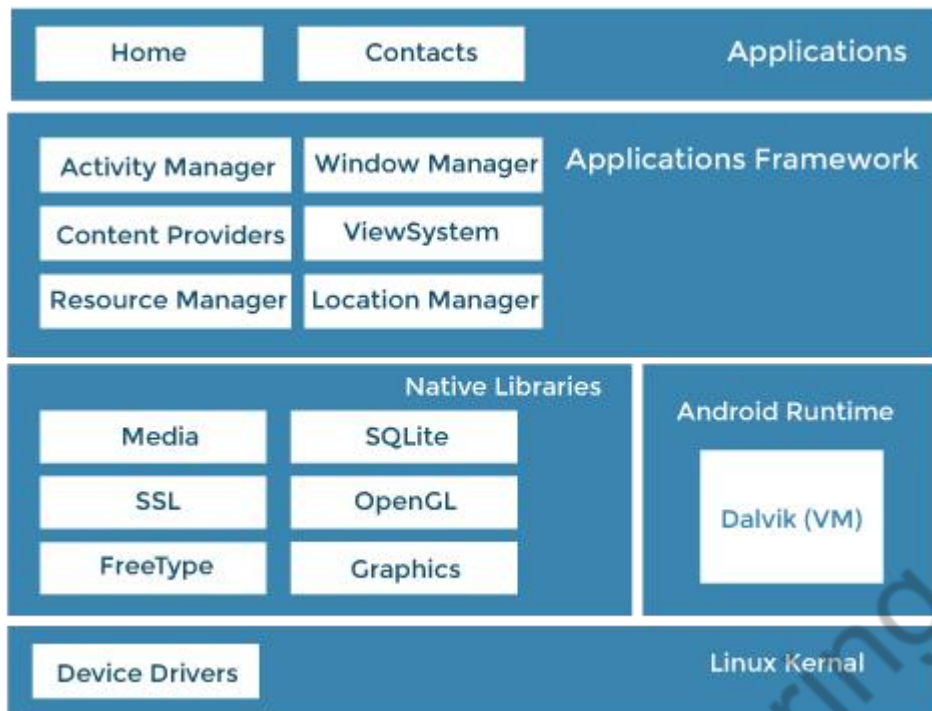 Home Contacts Applications
Activity Manager Window Manager Applications Framework
Content Providers ViewSystem
Resource Manager Location Manager
Native Libraries
Media SQLite
SSL OpenGL
FreeType Graphics
Android Runtime
Dalvik (VM)
Device Drivers Linux Kernal
ring